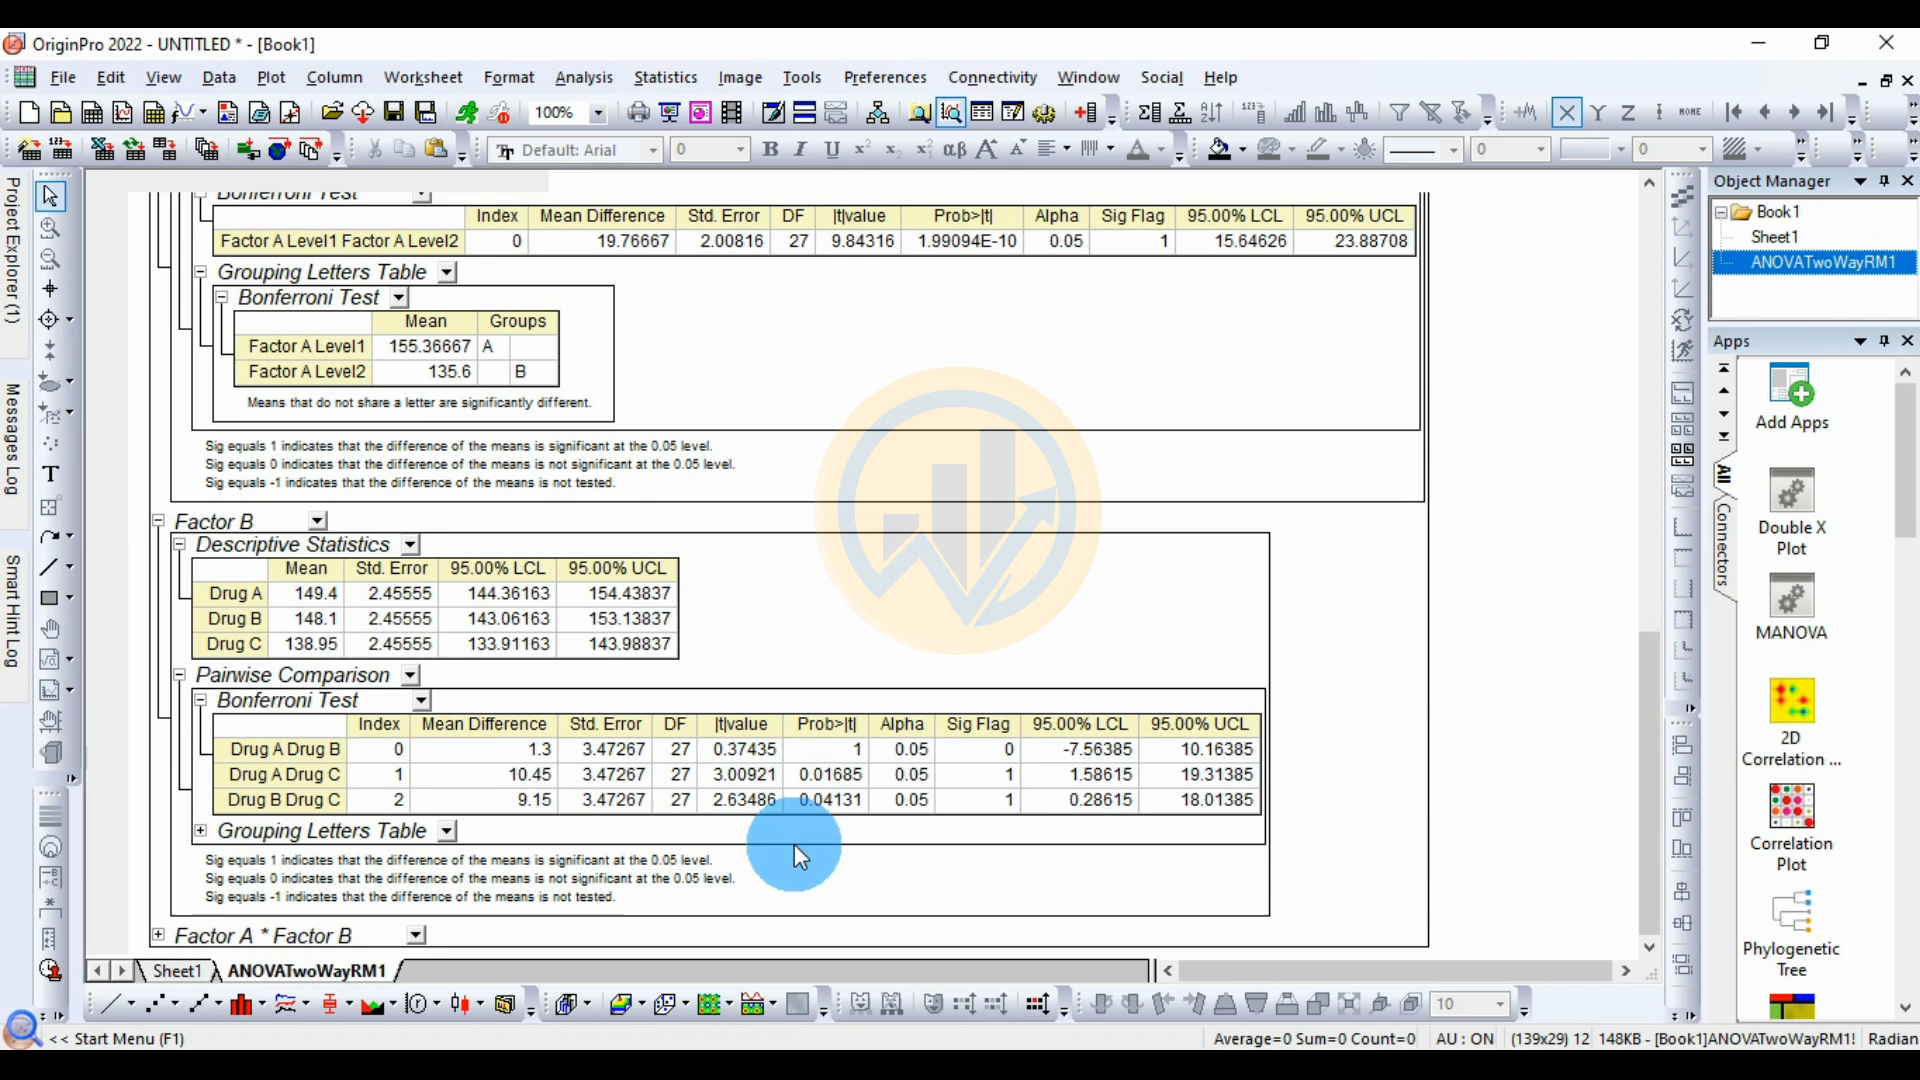 OriginPro 2022 - UNTITLED * - [Book1]
File Edit View Data Plot Column Worksheet Format Analysis Statistics Image Tools Preferences Connectivity Window Social Help
100%
Default: Arial 0 B I U 0 0
Project Explorer (1)
Messages Log
Smart Hint Log
Bonferroni Test
Index Mean Difference Std. Error DF |t|value Prob>|t| Alpha Sig Flag 95.00% LCL 95.00% UCL
Factor A Level1 Factor A Level2 0 19.76667 2.00816 27 9.84316 1.99094E-10 0.05 1 15.64626 23.88708
Grouping Letters Table
Bonferroni Test
Mean Groups
Factor A Level1 155.36667 A
Factor A Level2 135.6 B
Means that do not share a letter are significantly different.
Sig equals 1 indicates that the difference of the means is significant at the 0.05 level.
Sig equals 0 indicates that the difference of the means is not significant at the 0.05 level.
Sig equals -1 indicates that the difference of the means is not tested.
Factor B
Descriptive Statistics
Mean Std. Error 95.00% LCL 95.00% UCL
Drug A 149.4 2.45555 144.36163 154.43837
Drug B 148.1 2.45555 143.06163 153.13837
Drug C 138.95 2.45555 133.91163 143.98837
Pairwise Comparison
Bonferroni Test
Index Mean Difference Std. Error DF |t|value Prob>|t| Alpha Sig Flag 95.00% LCL 95.00% UCL
Drug A Drug B 0 1.3 3.47267 27 0.37435 1 0.05 0 -7.56385 10.16385
Drug A Drug C 1 10.45 3.47267 27 3.00921 0.01685 0.05 1 1.58615 19.31385
Drug B Drug C 2 9.15 3.47267 27 2.63486 0.04131 0.05 1 0.28615 18.01385
Grouping Letters Table
Sig equals 1 indicates that the difference of the means is significant at the 0.05 level.
Sig equals 0 indicates that the difference of the means is not significant at the 0.05 level.
Sig equals -1 indicates that the difference of the means is not tested.
Factor A * Factor B
Sheet1 ANOVATwoWayRM1
Object Manager
Book1
Sheet1
ANOVATwoWayRM1
Apps
All
Connectors
Add Apps
Double X
Plot
MANOVA
2D
Correlation ...
Correlation
Plot
Phylogenetic
Tree
10
<< Start Menu (F1)
Average=0 Sum=0 Count=0 AU : ON (139x29) 12 148KB - [Book1]ANOVATwoWayRM1! Radian